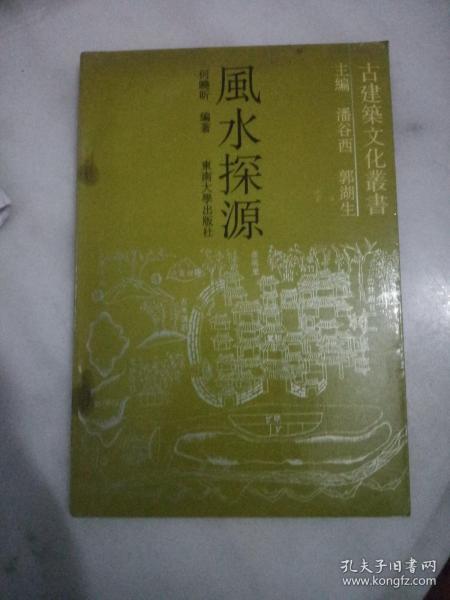 古建築文化叢書
主編 潘谷西 郭湖生
風水探源
何曉昕 編著
東南大學出版社
孔夫子旧书网
www.kongfz.com